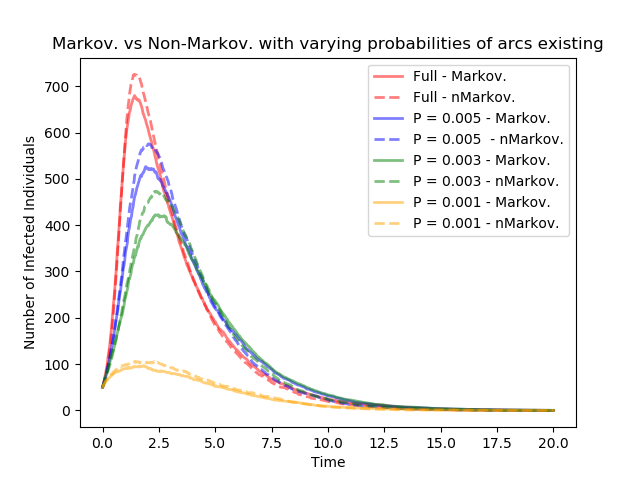 Markov. vs Non-Markov. with varying probabilities of arcs existing
Full - Markov.
Full - nMarkov.
P = 0.005 - Markov.
P = 0.005  - nMarkov.
P = 0.003 - Markov.
P = 0.003 - nMarkov.
P = 0.001 - Markov.
P = 0.001 - nMarkov.
Number of Infected Individuals
700
600
500
400
300
200
100
0
0.0 2.5 5.0 7.5 10.0 12.5 15.0 17.5 20.0
Time